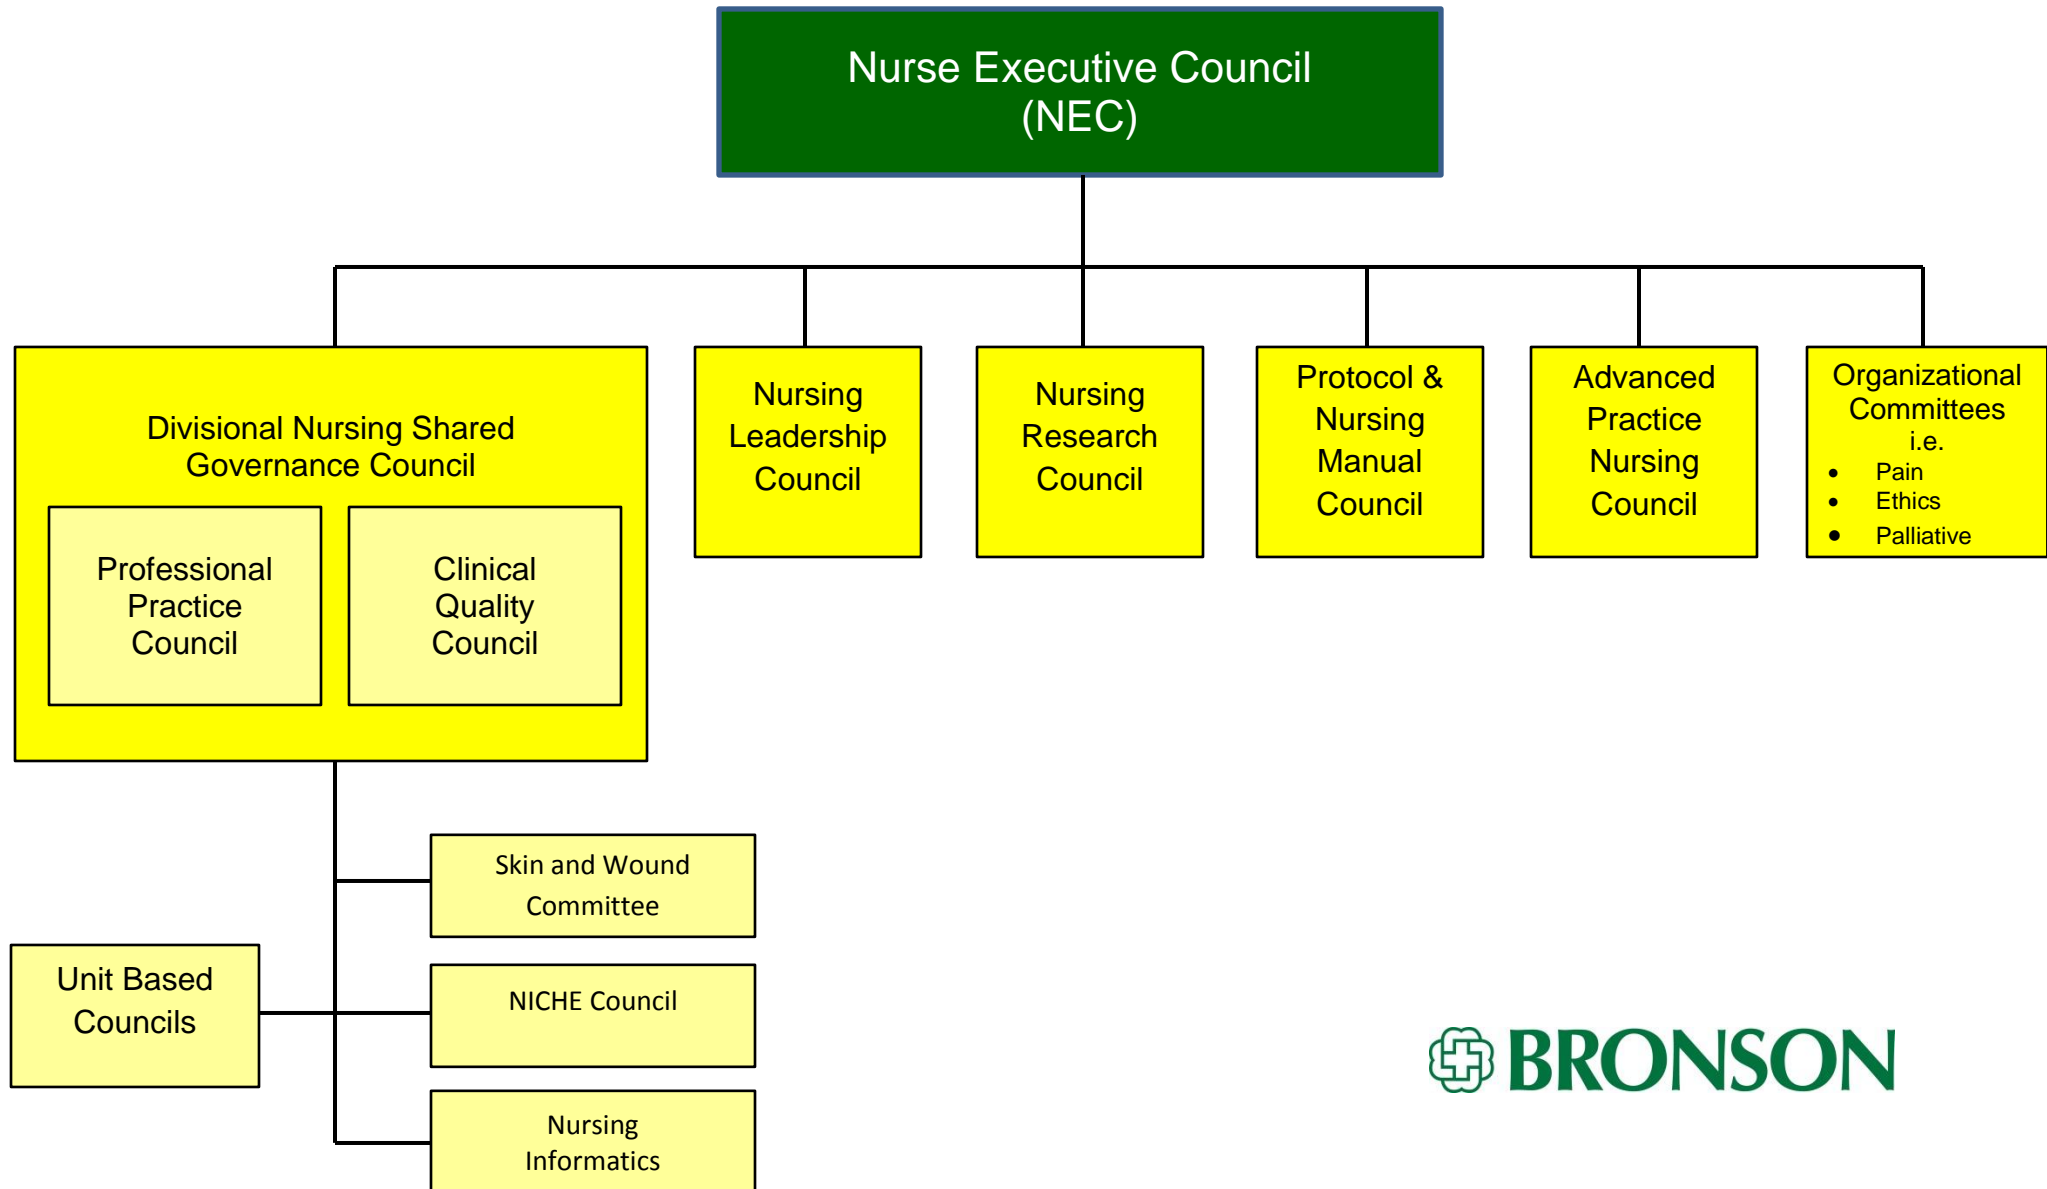 Nurse Executive Council
(NEC)
Divisional Nursing Shared
Governance Council
Professional
Practice
Council
Clinical
Quality
Council
Nursing
Leadership
Council
Nursing
Research
Council
Protocol &
Nursing
Manual
Council
Advanced
Practice
Nursing
Council
Organizational
Committees
i.e.
• Pain
• Ethics
• Palliative
Skin and Wound
Committee
Unit Based
Councils
NICHE Council
Nursing
Informatics
BRONSON